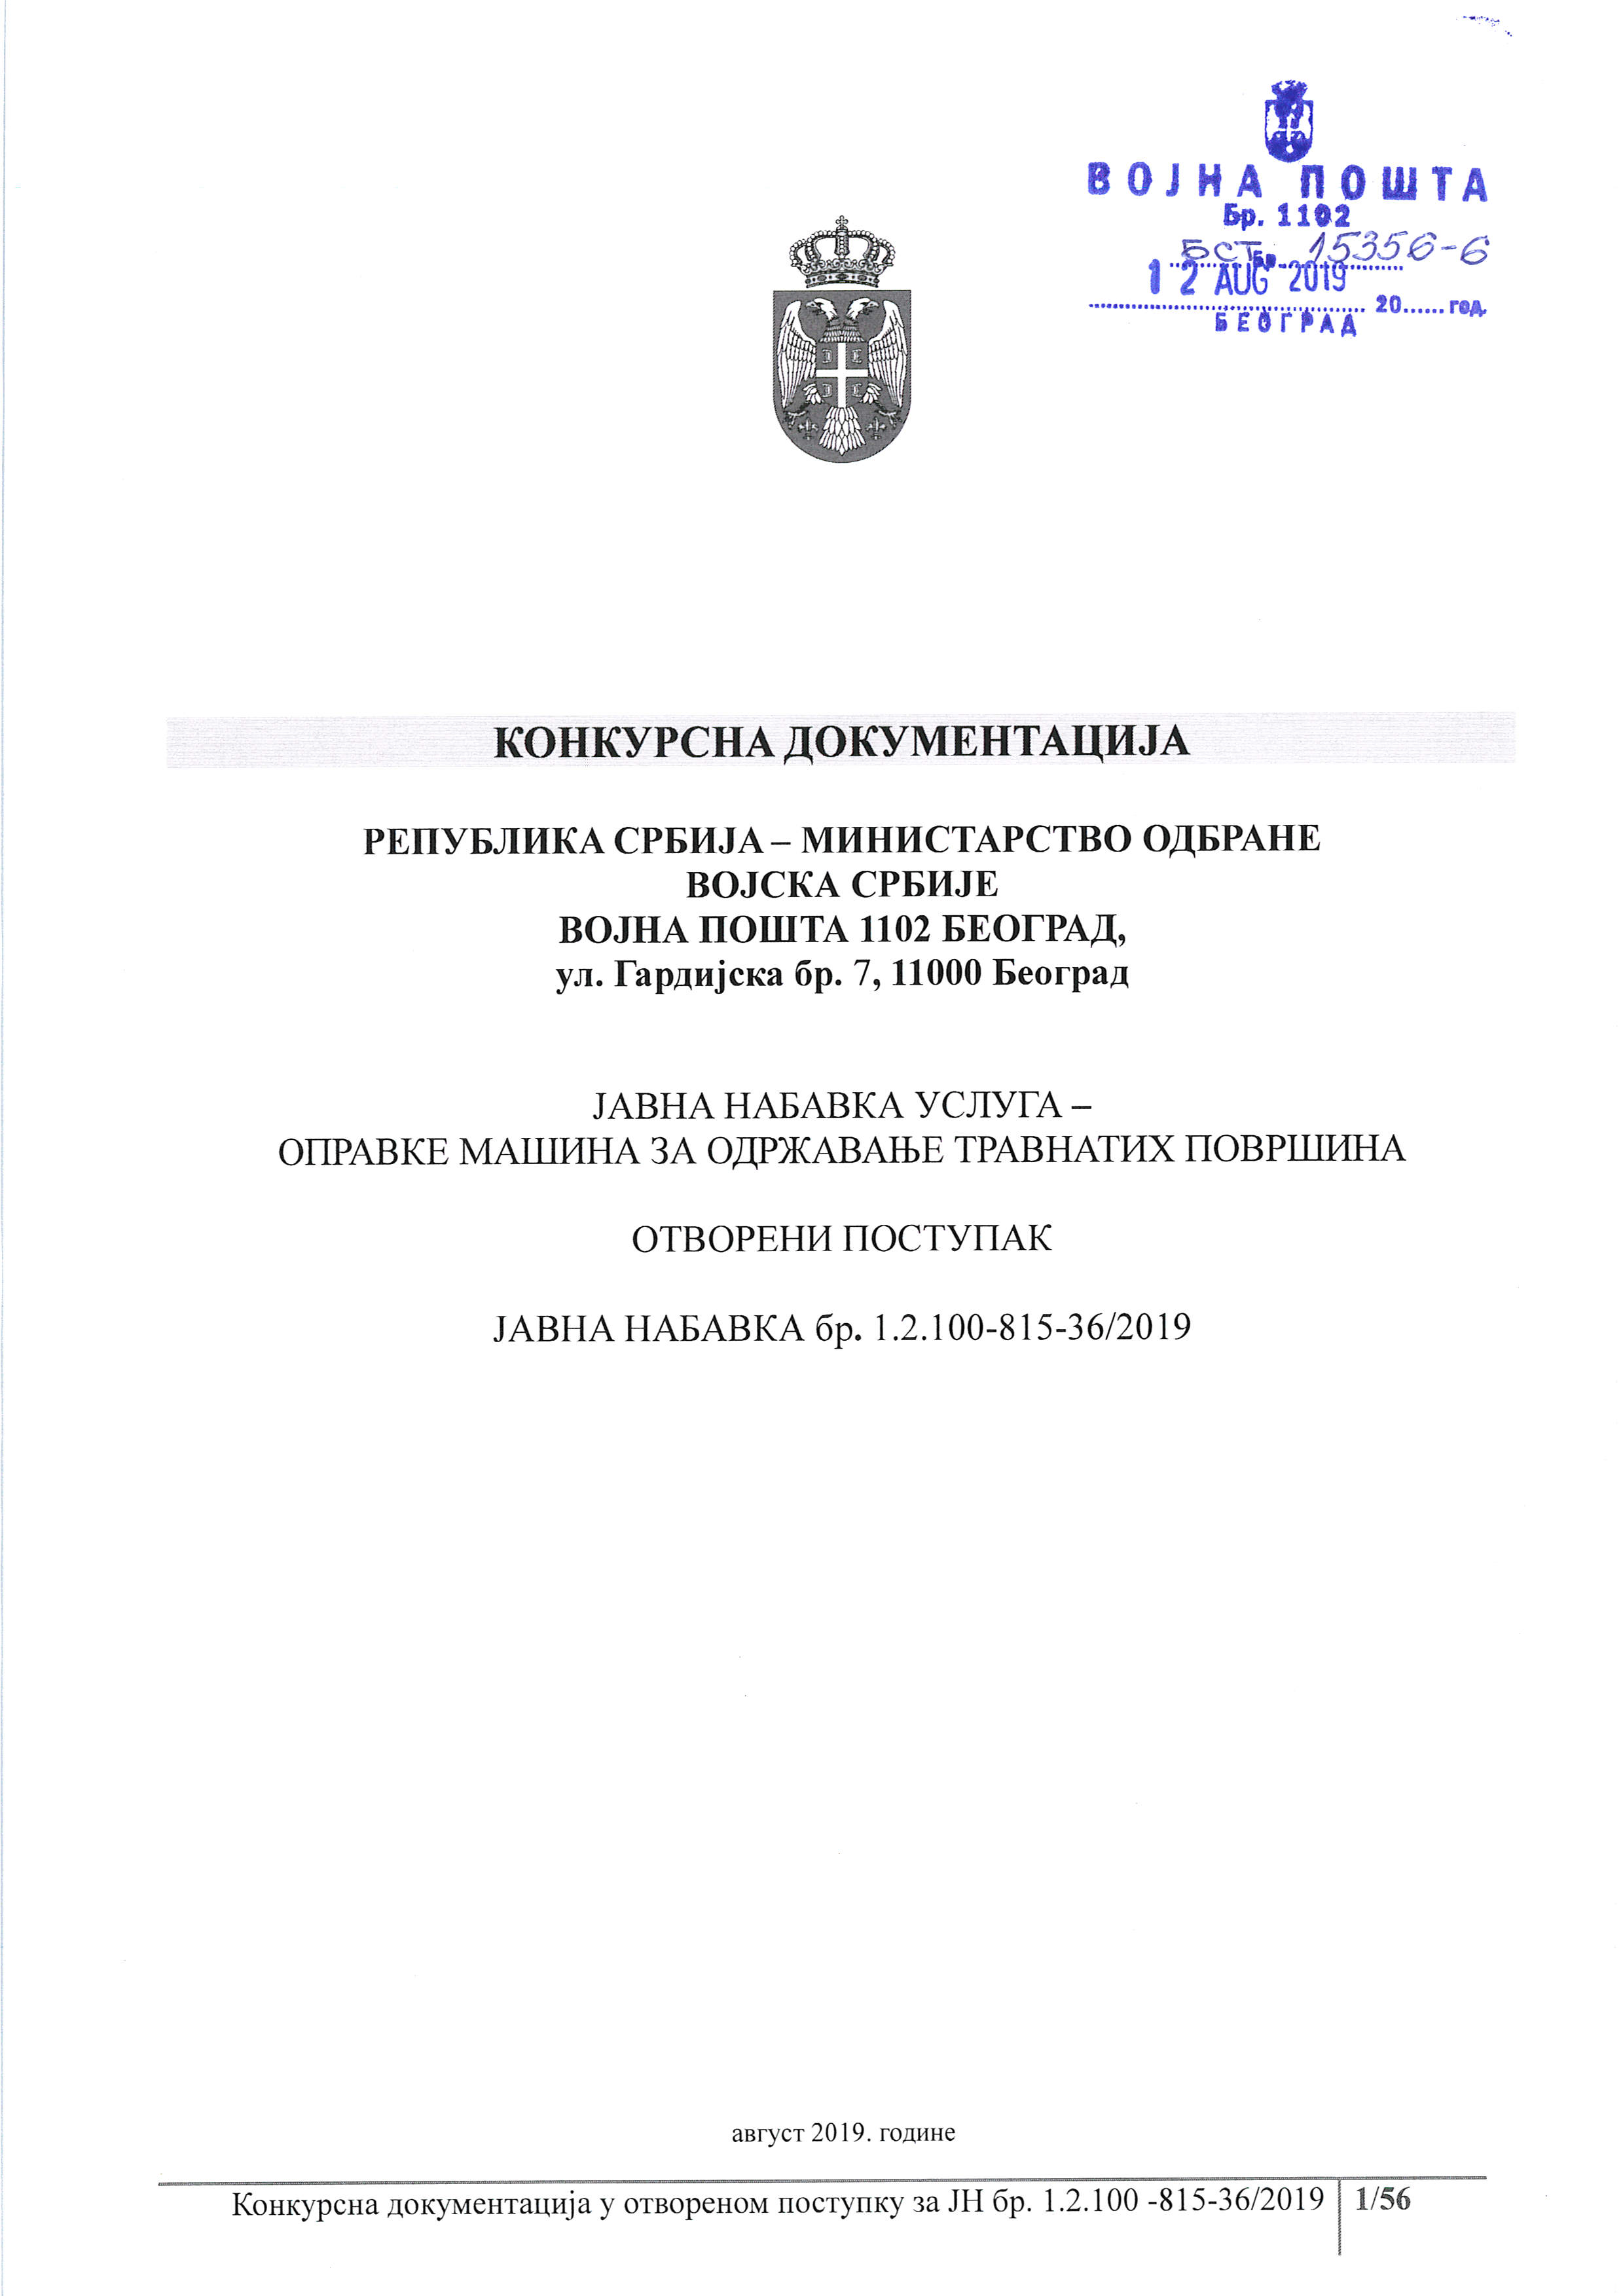 ВОЈНА ПОШТА
Бр. 1102
БСТ Бр. 15356-6
12 AUG 2019
20...... год.
БЕОГРАД
КОНКУРСНА ДОКУМЕНТАЦИЈА
РЕПУБЛИКА СРБИЈА – МИНИСТАРСТВО ОДБРАНЕ
ВОЈСКА СРБИЈЕ
ВОЈНА ПОШТА 1102 БЕОГРАД,
ул. Гардијска бр. 7, 11000 Београд
ЈАВНА НАБАВКА УСЛУГА –
ОПРАВКЕ МАШИНА ЗА ОДРЖАВАЊЕ ТРАВНАТИХ ПОВРШИНА
ОТВОРЕНИ ПОСТУПАК
ЈАВНА НАБАВКА бр. 1.2.100-815-36/2019
август 2019. године
Конкурсна документација у отвореном поступку за ЈН бр. 1.2.100 -815-36/2019 1/56